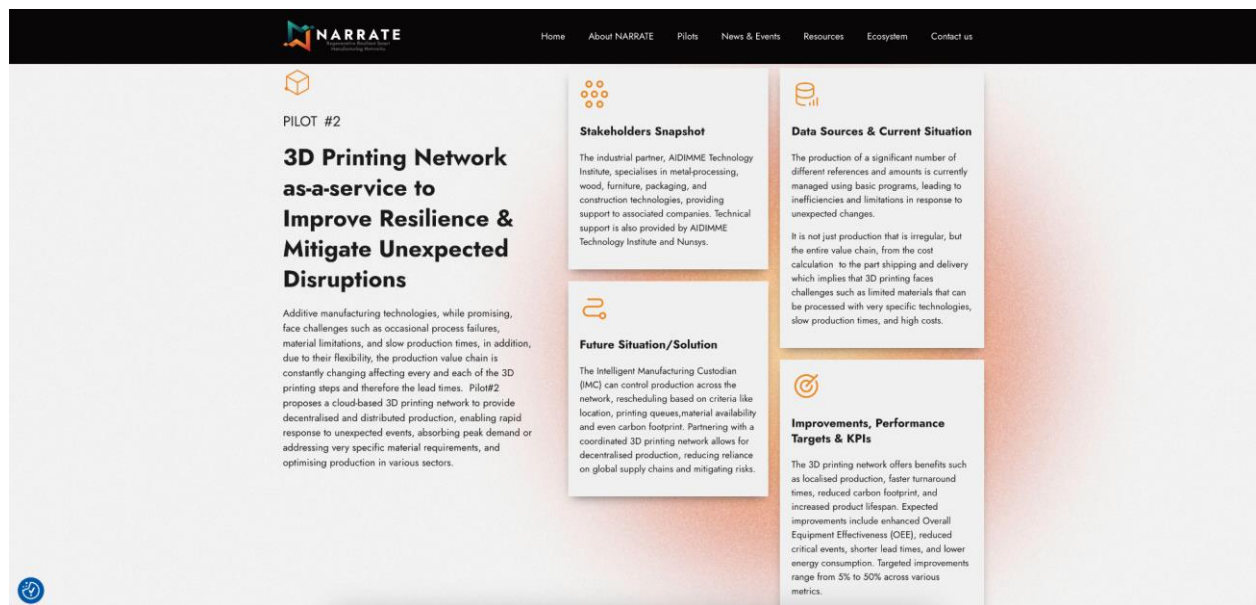 NARRATE
Home About NARRATE Pilots News & Events Resources Ecosystem Contact us
PILOT #2
3D Printing Network
as-a-service to
Improve Resilience &
Mitigate Unexpected
Disruptions
Additive manufacturing technologies, while promising,
face challenges such as occasional process failures,
material limitations, and slow production times, in addition,
due to their flexibility, the production value chain is
constantly changing affecting every and each of the 3D
printing steps and therefore the lead times. Pilot#2
proposes a cloud-based 3D printing network to provide
decentralised and distributed production, enabling rapid
response to unexpected events, absorbing peak demand or
addressing very specific material requirements, and
optimising production in various sectors.
Stakeholders Snapshot
The industrial partner, AIDIMME Technology
Institute, specialises in metal-processing,
wood, furniture, packaging, and
construction technologies, providing
support to associated companies. Technical
support is also provided by AIDIMME
Technology Institute and Nunsys.
Future Situation/Solution
The Intelligent Manufacturing Custodian
(IMC) can control production across the
network, rescheduling based on criteria like
location, printing queues,material availability
and even carbon footprint. Partnering with a
coordinated 3D printing network allows for
decentralised production, reducing reliance
on global supply chains and mitigating risks.
Data Sources & Current Situation
The production of a significant number of
different references and amounts is currently
managed using basic programs, leading to
inefficiencies and limitations in response to
unexpected changes.
It is not just production that is irregular, but
the entire value chain, from the cost
calculation to the part shipping and delivery
which implies that 3D printing faces
challenges such as limited materials that can
be processed with very specific technologies,
slow production times, and high costs.
Improvements, Performance
Targets & KPIs
The 3D printing network offers benefits such
as localised production, faster turnaround
times, reduced carbon footprint, and
increased product lifespan. Expected
improvements include enhanced Overall
Equipment Effectiveness (OEE), reduced
critical events, shorter lead times, and lower
energy consumption. Targeted improvements
range from 5% to 50% across various
metrics.